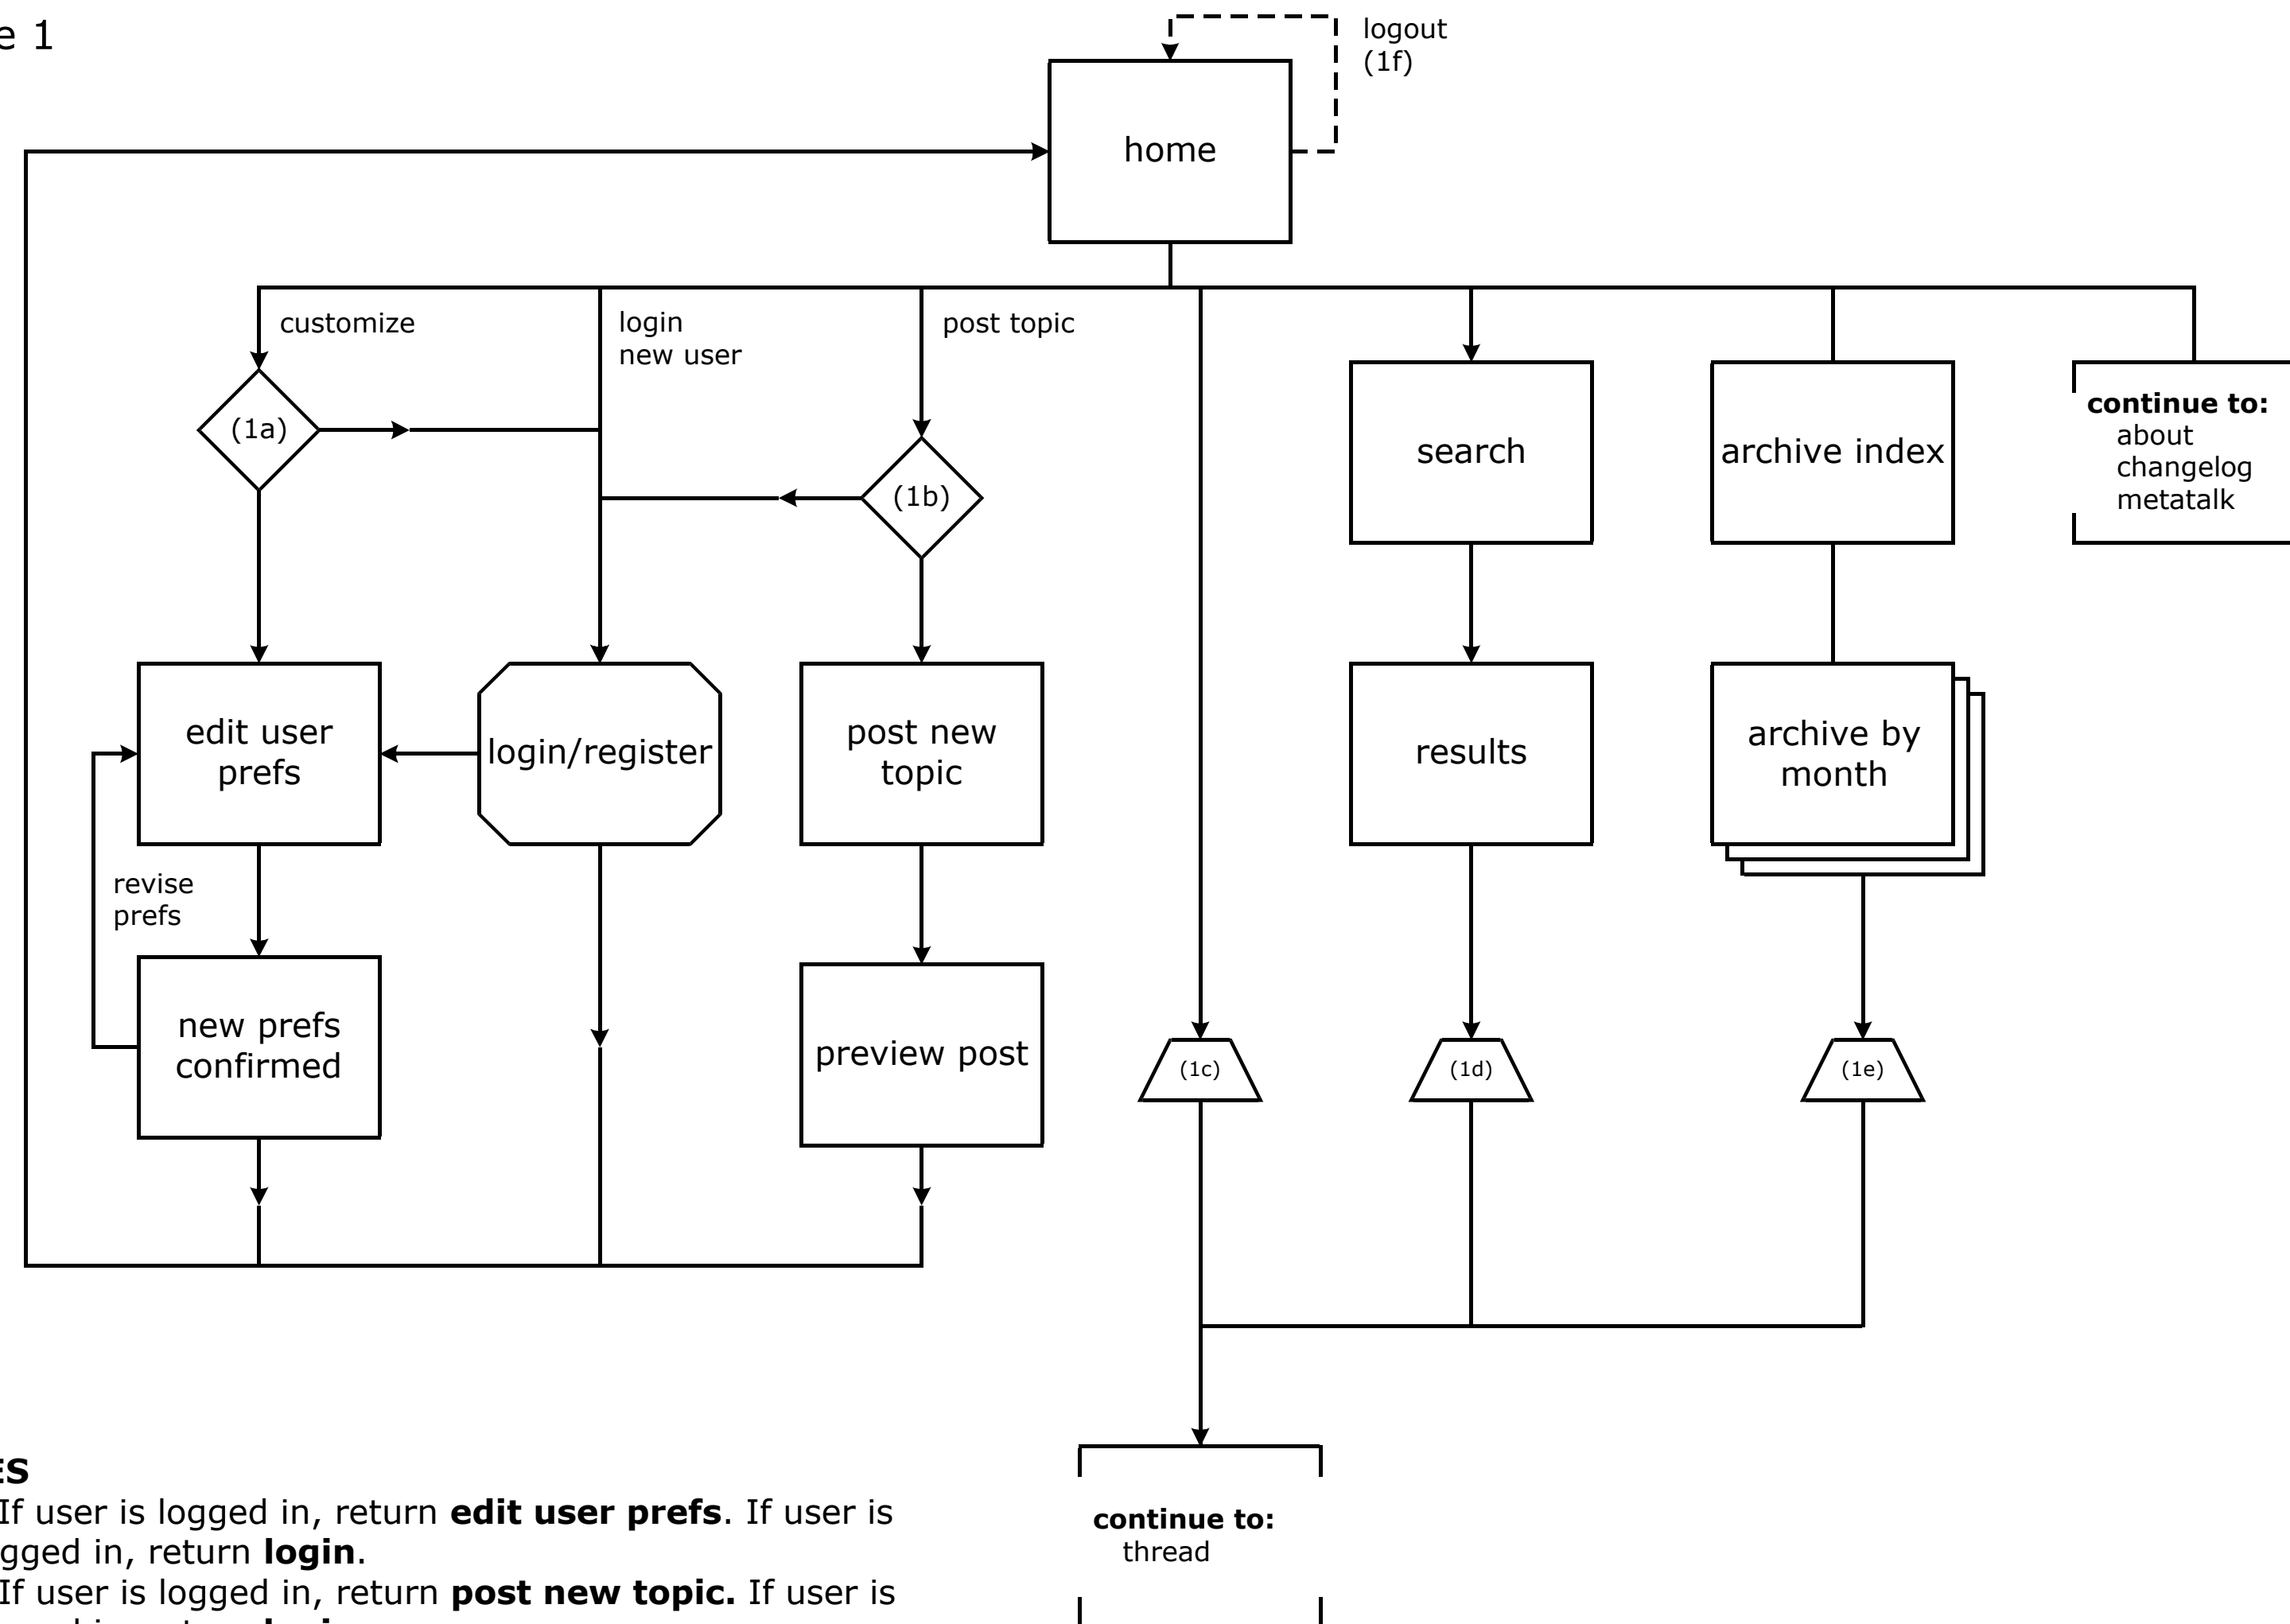 e 1
logout
(1f)
home
customize
login
new user
post topic
(1a)
(1b)
search
archive index
continue to:
about
changelog
metatalk
edit user
prefs
login/register
post new
topic
results
archive by
month
revise
prefs
new prefs
confirmed
preview post
(1c)
(1d)
(1e)
ES
If user is logged in, return edit user prefs. If user is
gged in, return login.
If user is logged in, return post new topic. If user is
continue to:
thread